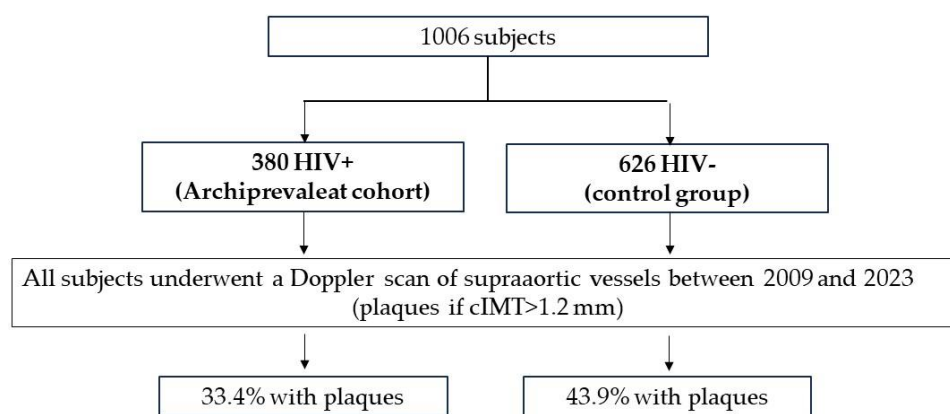 1006 subjects
380 HIV+
(Archiprevaleat cohort)
626 HIV-
(control group)
All subjects underwent a Doppler scan of supraaortic vessels between 2009 and 2023
(plaques if cIMT>1.2 mm)
33.4% with plaques
43.9% with plaques